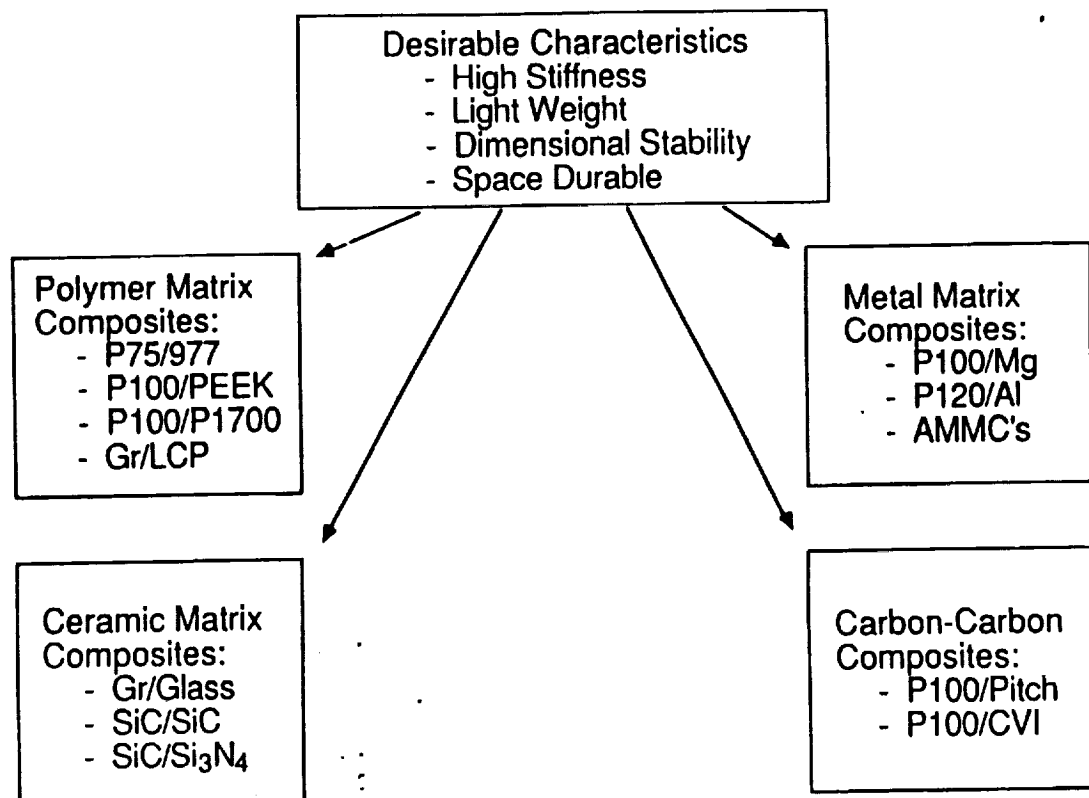 Desirable Characteristics
- High Stiffness
- Light Weight
- Dimensional Stability
- Space Durable
Polymer Matrix
Composites:
- P75/977
- P100/PEEK
- P100/P1700
- Gr/LCP
Metal Matrix
Composites:
- P100/Mg
- P120/Al
- AMMC's
Ceramic Matrix
Composites:
- Gr/Glass
- SiC/SiC
- SiC/Si₃N₄
Carbon-Carbon
Composites:
- P100/Pitch
- P100/CVI